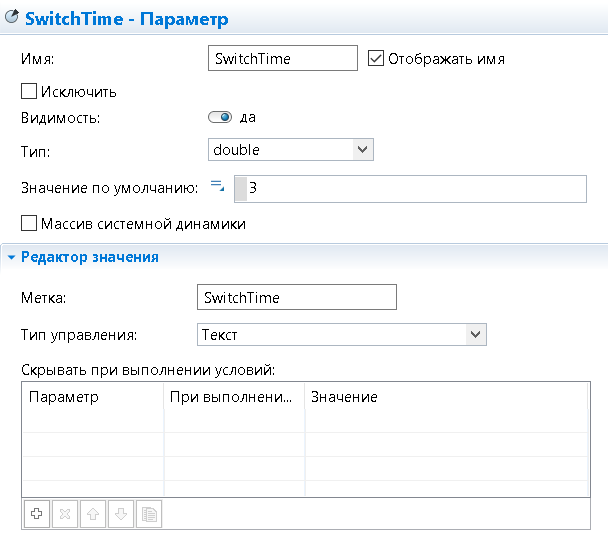 SwitchTime - Параметр
Имя: SwitchTime Отображать имя
Исключить
Видимость: да
Тип: double
Значение по умолчанию: 3
Массив системной динамики
Редактор значения
Метка: SwitchTime
Тип управления: Текст
Скрывать при выполнении условий:
Параметр При выполнени... Значение